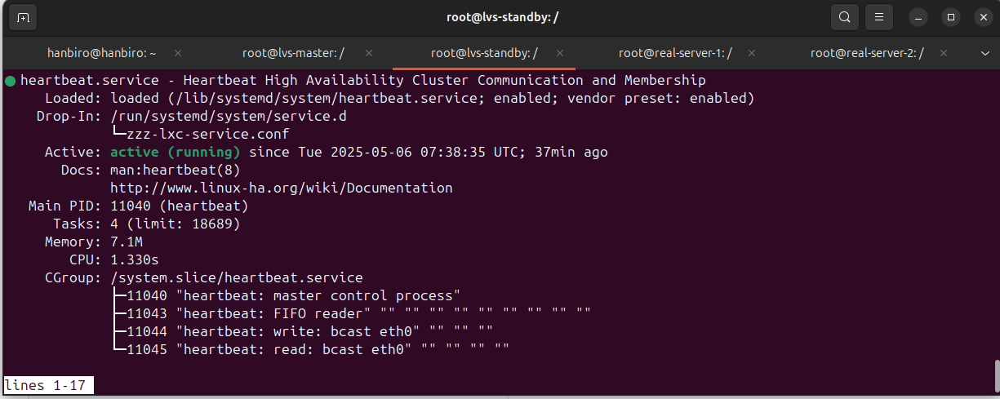 root@lvs-standby: /
hanbiro@hanbiro: ~ × root@lvs-master: / × root@lvs-standby: / × root@real-server-1: / × root@real-server-2: / ×
● heartbeat.service - Heartbeat High Availability Cluster Communication and Membership
Loaded: loaded (/lib/systemd/system/heartbeat.service; enabled; vendor preset: enabled)
Drop-In: /run/systemd/system/service.d
└─zzz-lxc-service.conf
Active: active (running) since Tue 2025-05-06 07:38:35 UTC; 37min ago
Docs: man:heartbeat(8)
http://www.linux-ha.org/wiki/Documentation
Main PID: 11040 (heartbeat)
Tasks: 4 (limit: 18689)
Memory: 7.1M
CPU: 1.330s
CGroup: /system.slice/heartbeat.service
├─11040 "heartbeat: master control process"
├─11043 "heartbeat: FIFO reader" "" "" "" "" "" "" "" "" ""
├─11044 "heartbeat: write: bcast eth0" "" "" ""
└─11045 "heartbeat: read: bcast eth0" "" "" "" ""
lines 1-17